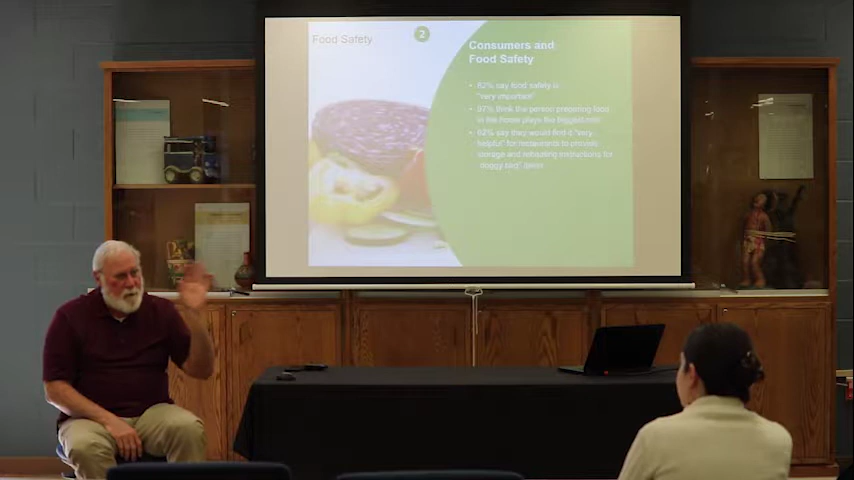 Food Safety
2
Consumers and
Food Safety
• 82% say food safety is
"very important"
• 97% think the person preparing food
in the home plays the biggest role
• 62% say they would find it "very
helpful" for restaurants to provide
storage and reheating instructions for
"doggy bag" items